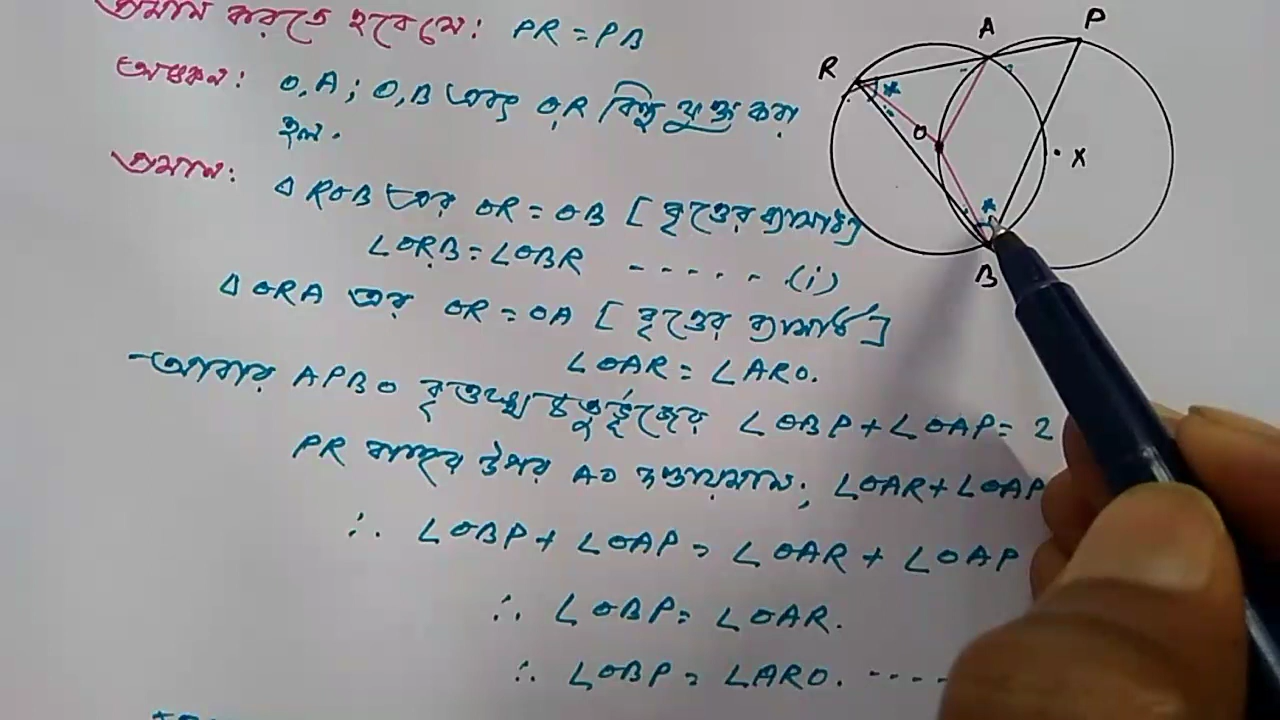 প্রমাণ করতে হবে যে: PR = PB
অঙ্কন: O, A ; O, B এবং O, R বিন্দু যুক্ত করা
হল.
প্রমাণ: Δ ROB এর OR = OB [ বৃত্তের ব্যাসার্ধ]
∠ORB = ∠OBR ------ (i)
Δ ORA এর OR = OA [ বৃত্তের ব্যাসার্ধ]
∠OAR = ∠ARO.
আবার APBO বৃত্তস্থ চতুর্ভুজের ∠OBP + ∠OAP = 2
PR বাহুর উপর AO দণ্ডায়মান; ∠OAR + ∠OAP
∴ ∠OBP + ∠OAP = ∠OAR + ∠OAP
∴ ∠OBP = ∠OAR.
∴ ∠OBP = ∠ARO. -----
A
P
R
O
X
B